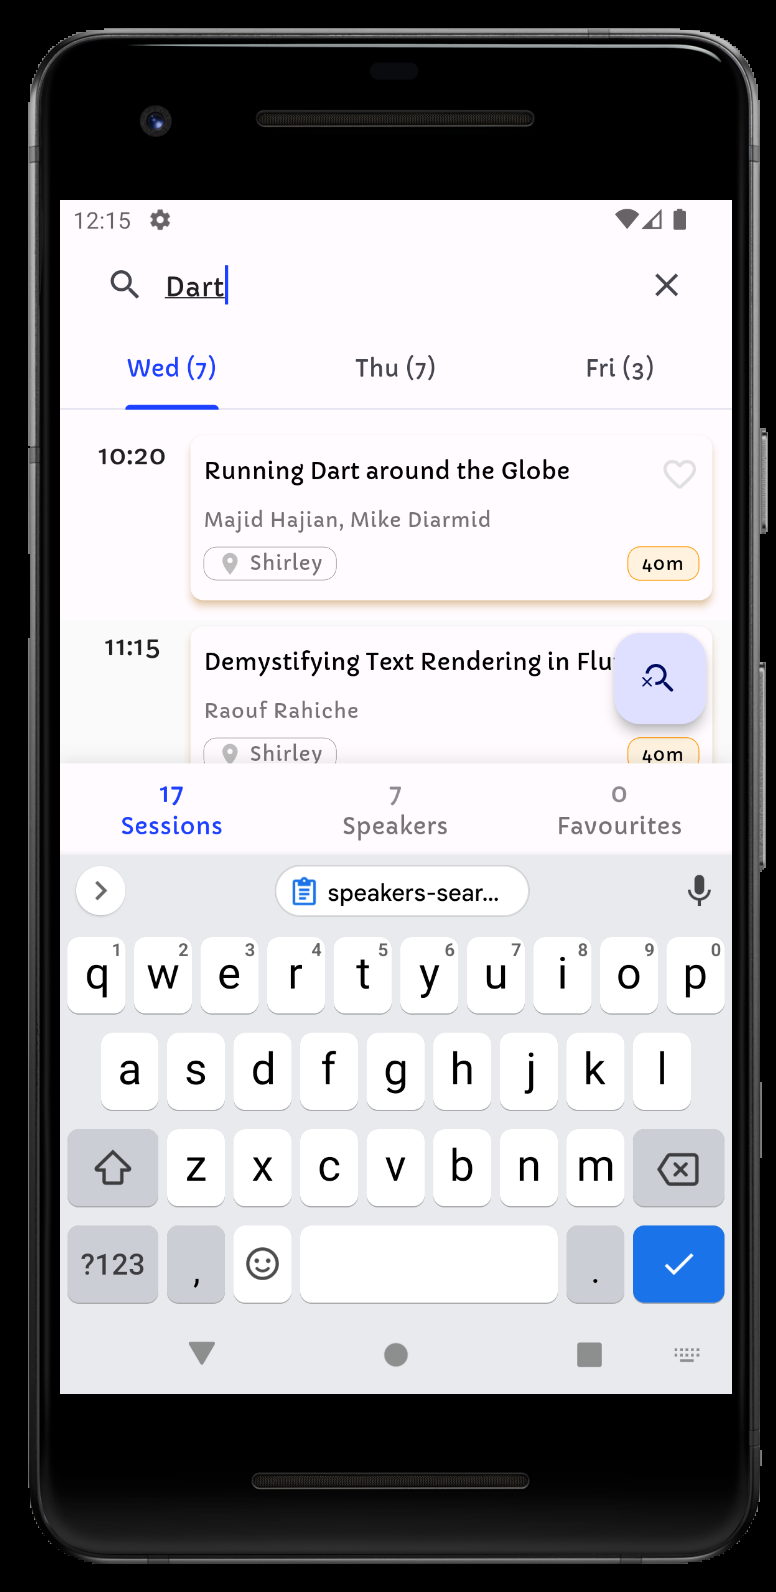 12:15
Dart
Wed (7) Thu (7) Fri (3)
10:20
Running Dart around the Globe
Majid Hajian, Mike Diarmid
Shirley 40m
11:15
Demystifying Text Rendering in Flu
Raouf Rahiche
Shirley 40m
17 7 0
Sessions Speakers Favourites
speakers-sear...
1 2 3 4 5 6 7 8 9 0
q w e r t y u i o p
a s d f g h j k l
z x c v b n m
?123 , .